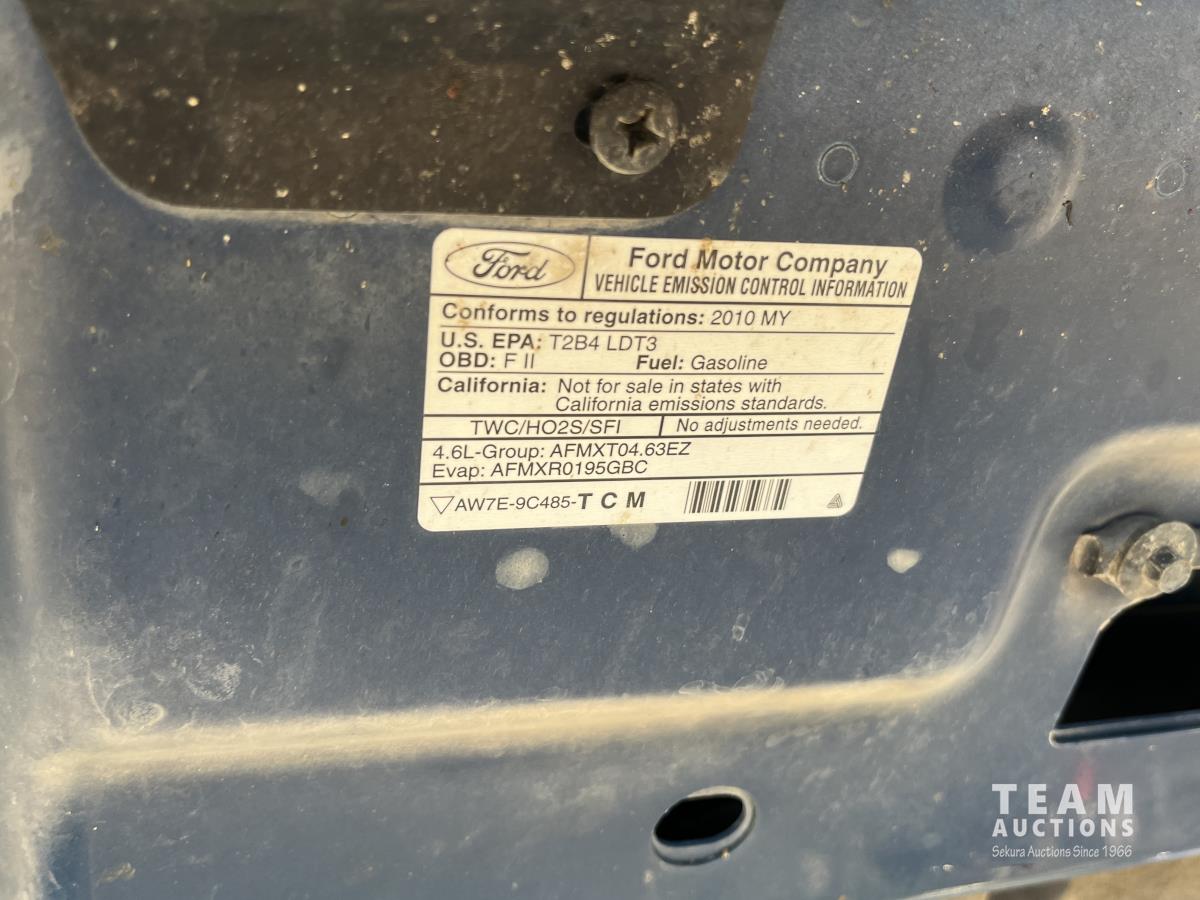 Ford
Ford Motor Company
VEHICLE EMISSION CONTROL INFORMATION
Conforms to regulations: 2010 MY
U.S. EPA: T2B4 LDT3
OBD: F II Fuel: Gasoline
California: Not for sale in states with
California emissions standards.
TWC/HO2S/SFI No adjustments needed.
4.6L-Group: AFMXT04.63EZ
Evap: AFMXR0195GBC
AW7E-9C485-T C M
TEAM
AUCTIONS
Sekura Auctions Since 1966